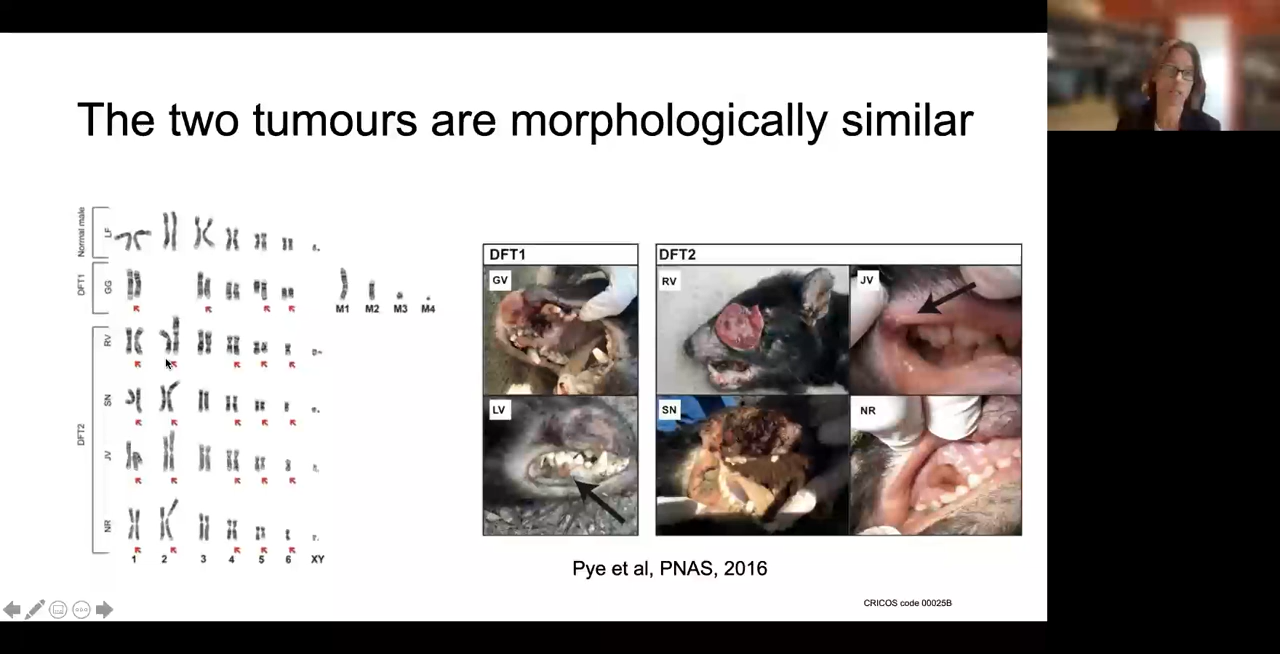 The two tumours are morphologically similar
Normal male
LF
DFT1
GG
M1 M2 M3 M4
DFT2
RV
SN
JV
NR
1 2 3 4 5 6 XY
DFT1
GV
LV
DFT2
RV
JV
SN
NR
Pye et al, PNAS, 2016
CRICOS code 00025B